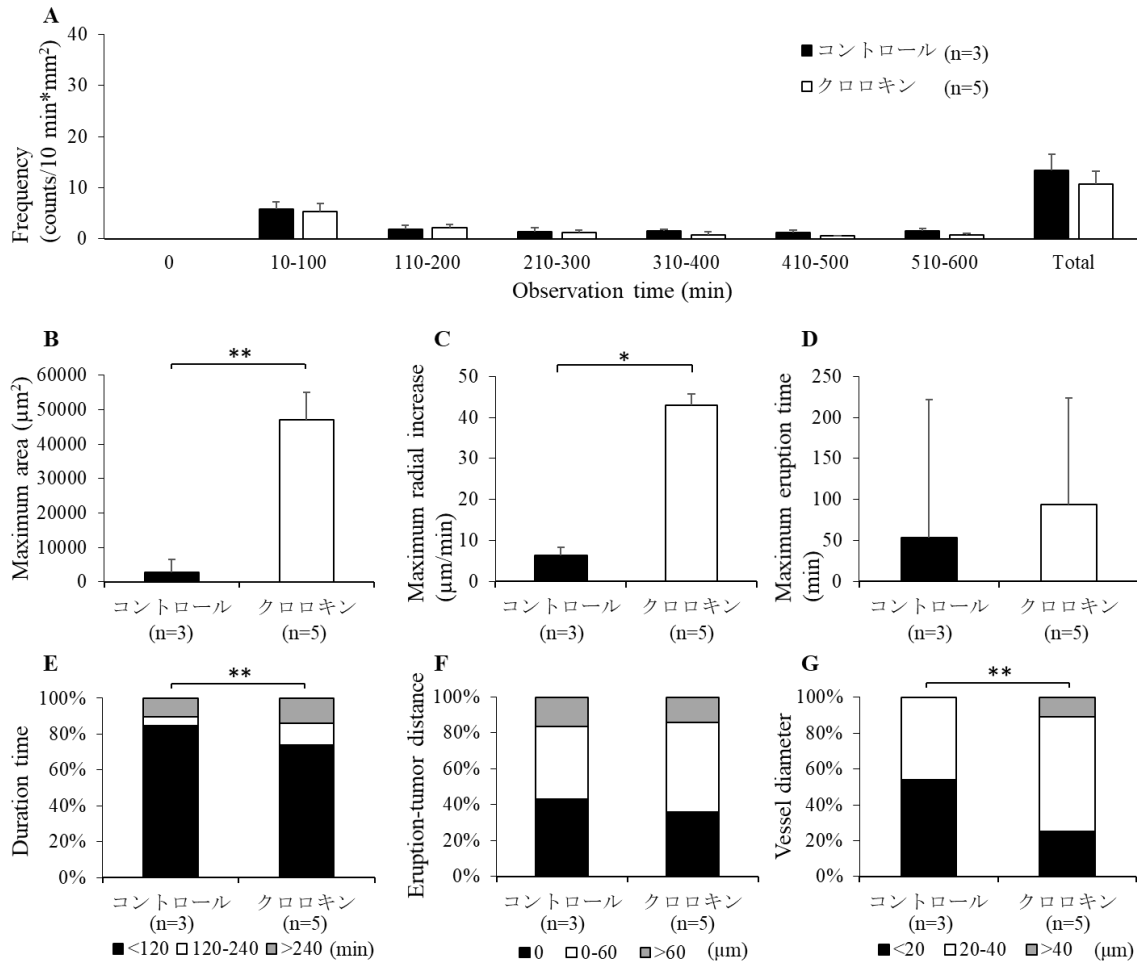 A
Frequency
(counts/10 min*mm²)
40
30
20
10
0
■コントロール (n=3)
□クロロキン (n=5)
0 10-100 110-200 210-300 310-400 410-500 510-600 Total
Observation time (min)
B
Maximum area (µm²)
60000
50000
40000
30000
20000
10000
0
**
コントロール クロロキン
(n=3) (n=5)
C
Maximum radial increase
(µm/min)
50
40
30
20
10
0
*
コントロール クロロキン
(n=3) (n=5)
D
Maximum eruption time
(min)
250
200
150
100
50
0
コントロール クロロキン
(n=3) (n=5)
E
Duration time
100%
80%
60%
40%
20%
0%
**
コントロール クロロキン
(n=3) (n=5)
■<120 □120-240 ■>240 (min)
F
Eruption-tumor distance
100%
80%
60%
40%
20%
0%
コントロール クロロキン
(n=3) (n=5)
■0 □0-60 ■>60 (µm)
G
Vessel diameter
100%
80%
60%
40%
20%
0%
**
コントロール クロロキン
(n=3) (n=5)
■<20 □20-40 ■>40 (µm)